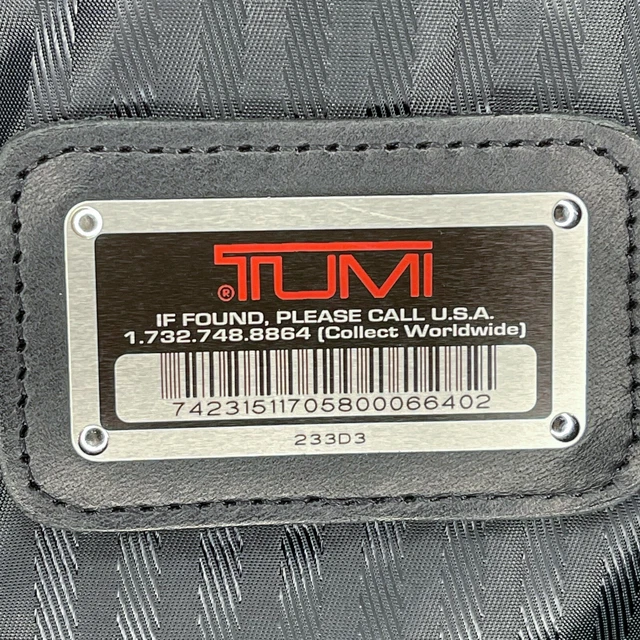 TUMI®
IF FOUND, PLEASE CALL U.S.A.
1.732.748.8864 (Collect Worldwide)
74231511705800066402
233D3